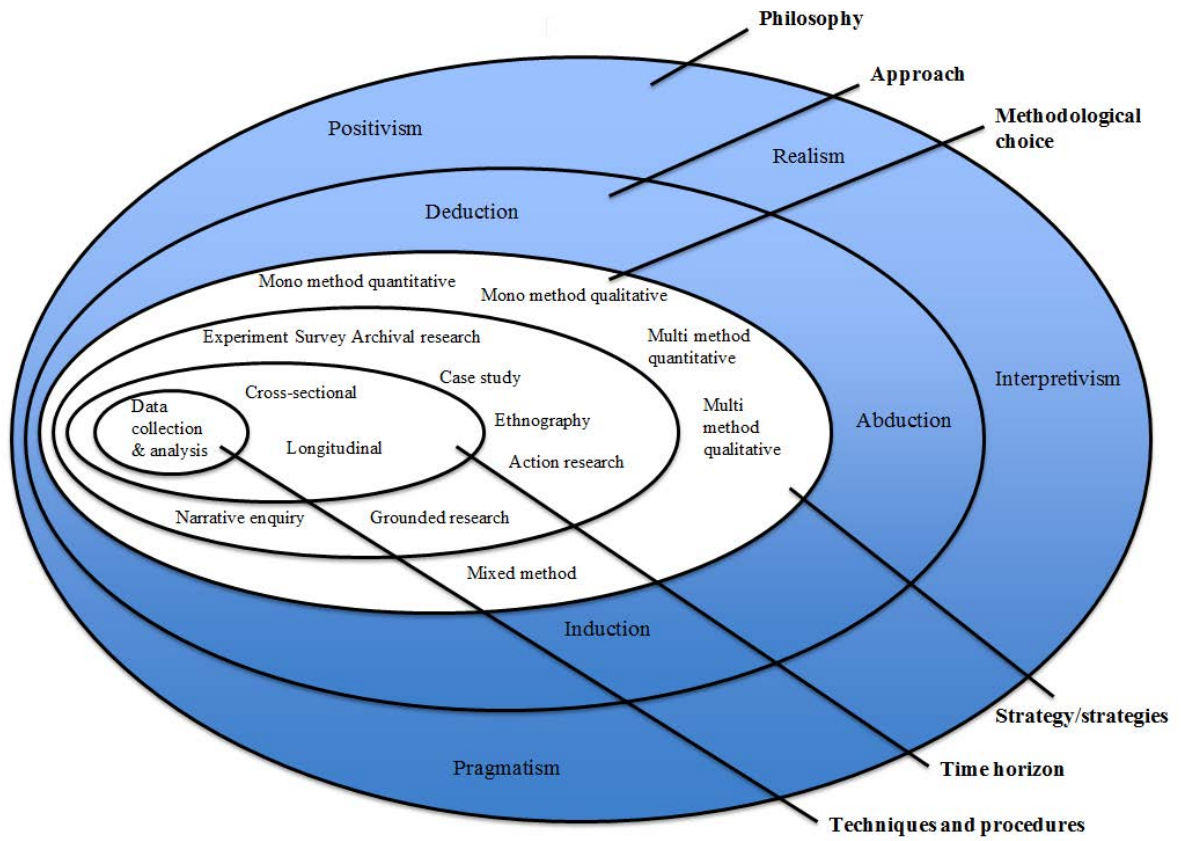 Philosophy
Approach
Methodological
choice
Positivism
Realism
Deduction
Mono method quantitative
Mono method qualitative
Experiment Survey Archival research
Multi method
quantitative
Case study
Interpretivism
Cross-sectional
Data
collection
& analysis
Ethnography
Multi
method
qualitative
Abduction
Longitudinal
Action research
Narrative enquiry
Grounded research
Mixed method
Induction
Strategy/strategies
Pragmatism
Time horizon
Techniques and procedures